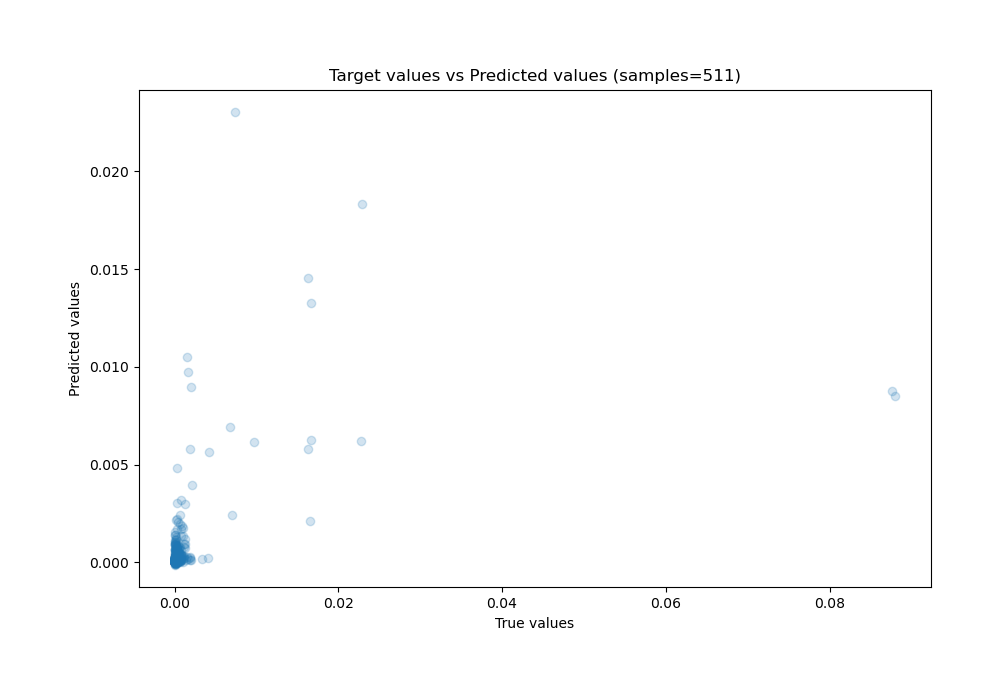 Target values vs Predicted values (samples=511)
Predicted values
0.020
0.015
0.010
0.005
0.000
0.00 0.02 0.04 0.06 0.08
True values